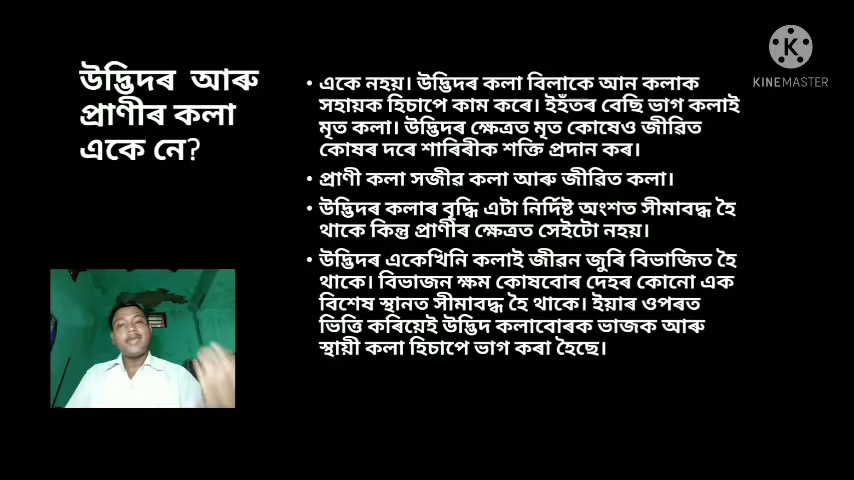 উদ্ভিদৰ আৰু
প্ৰাণীৰ কলা
একে নে?
• একে নহয়। উদ্ভিদৰ কলা বিলাকে আন কলাক
সহায়ক হিচাপে কাম কৰে। ইহঁতৰ বেছি ভাগ কলাই
মৃত কলা। উদ্ভিদৰ ক্ষেত্ৰত মৃত কোষেও জীৱিত
কোষৰ দৰে শাৰিৰীক শক্তি প্ৰদান কৰ।
• প্ৰাণী কলা সজীৱ কলা আৰু জীৱিত কলা।
• উদ্ভিদৰ কলাৰ বৃদ্ধি এটা নিৰ্দিষ্ট অংশত সীমাবদ্ধ হৈ
থাকে কিন্তু প্ৰাণীৰ ক্ষেত্ৰত সেইটো নহয়।
• উদ্ভিদৰ একেখিনি কলাই জীৱন জুৰি বিভাজিত হৈ
থাকে। বিভাজন ক্ষম কোষবোৰ দেহৰ কোনো এক
বিশেষ স্থানত সীমাবদ্ধ হৈ থাকে। ইয়াৰ ওপৰত
ভিত্তি কৰিয়েই উদ্ভিদ কলাবোৰক ভাজক আৰু
স্থায়ী কলা হিচাপে ভাগ কৰা হৈছে।
K
KINEMASTER